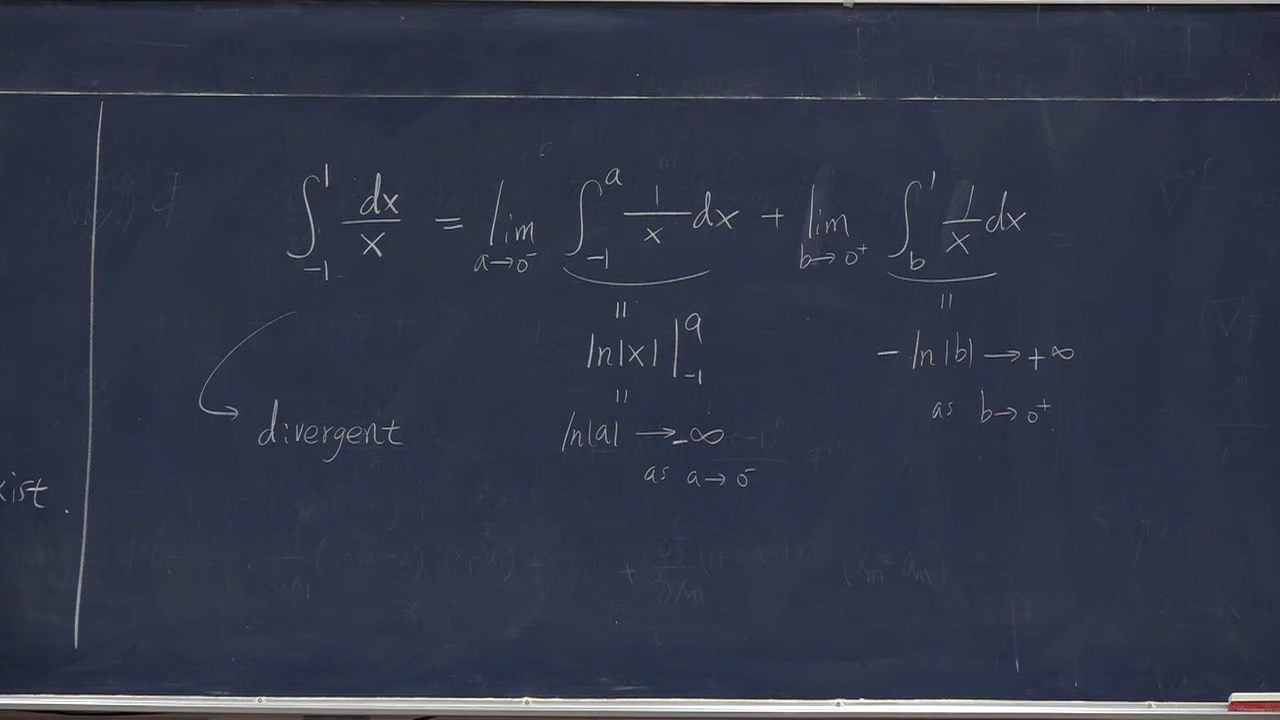 ∫_{-1}^{1} dx/x = lim_{a→0⁻} ∫_{-1}^{a} 1/x dx + lim_{b→0⁺} ∫_{b}^{1} 1/x dx
= =
ln|x| |_{-1}^{a} - ln|b| → +∞
= as b→0⁺
divergent ln|a| → -∞
as a→0⁻
xist.